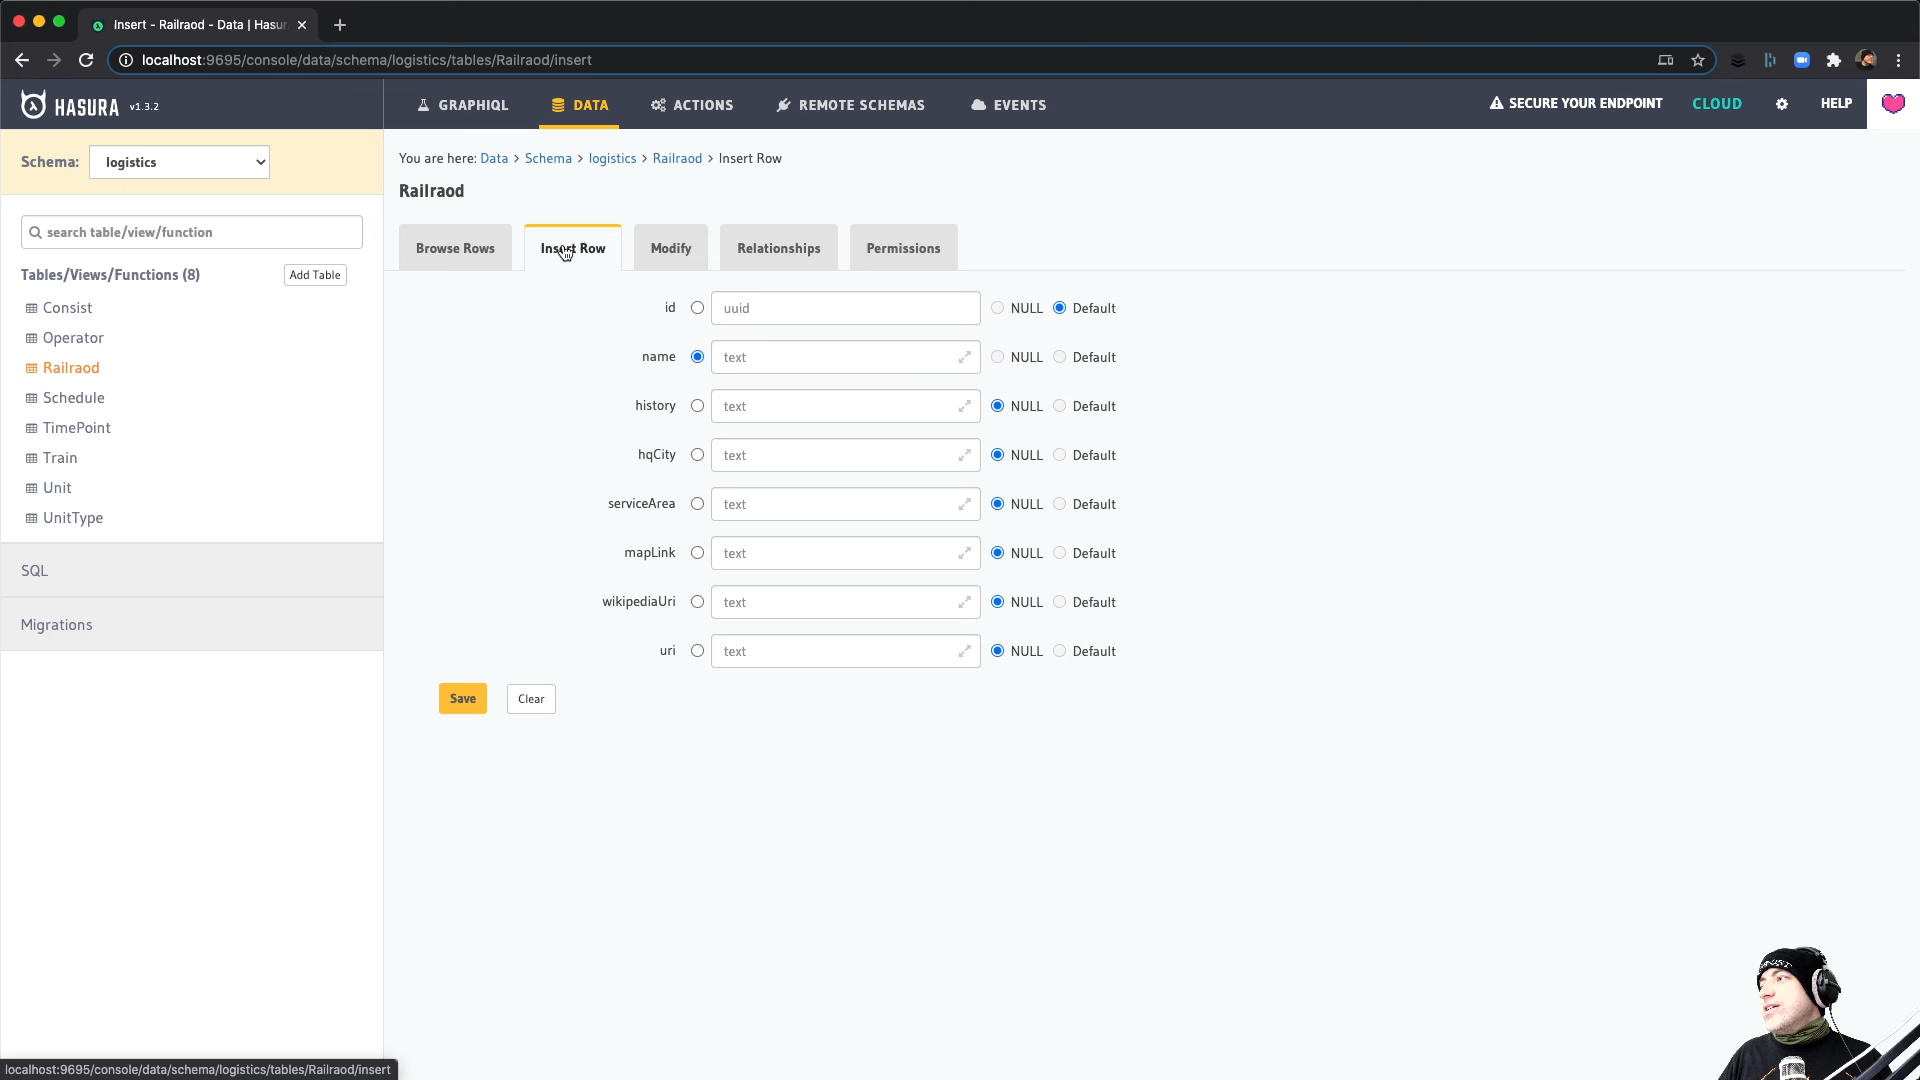 Insert - Railraod - Data | Hasur
localhost:9695/console/data/schema/logistics/tables/Railraod/insert
HASURA v1.3.2
GRAPHIQL
DATA
ACTIONS
REMOTE SCHEMAS
EVENTS
SECURE YOUR ENDPOINT
CLOUD
HELP
Schema: logistics
search table/view/function
Tables/Views/Functions (8)
Add Table
Consist
Operator
Railraod
Schedule
TimePoint
Train
Unit
UnitType
SQL
Migrations
You are here: Data > Schema > logistics > Railraod > Insert Row
Railraod
Browse Rows
Insert Row
Modify
Relationships
Permissions
id uuid NULL Default
name text NULL Default
history text NULL Default
hqCity text NULL Default
serviceArea text NULL Default
mapLink text NULL Default
wikipediaUri text NULL Default
uri text NULL Default
Save
Clear
localhost:9695/console/data/schema/logistics/tables/Railraod/insert